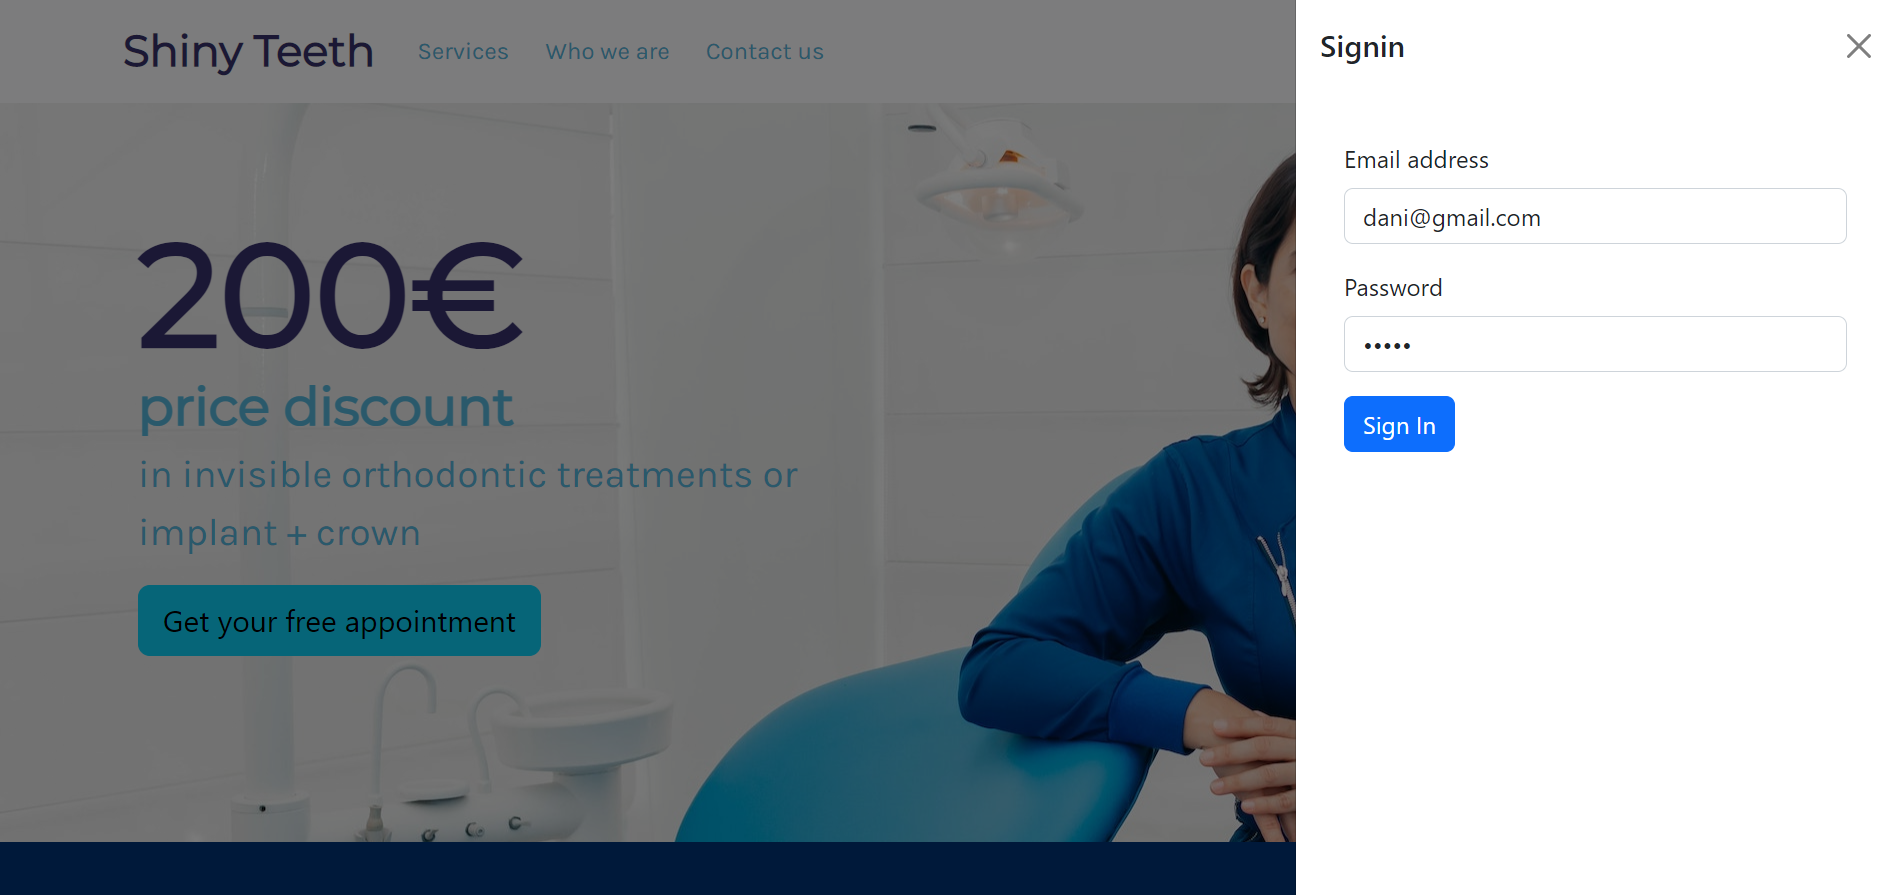 Shiny Teeth Services Who we are Contact us
200€
price discount
in invisible orthodontic treatments or
implant + crown
Get your free appointment
Signin
Email address
dani@gmail.com
Password
•••••
Sign In